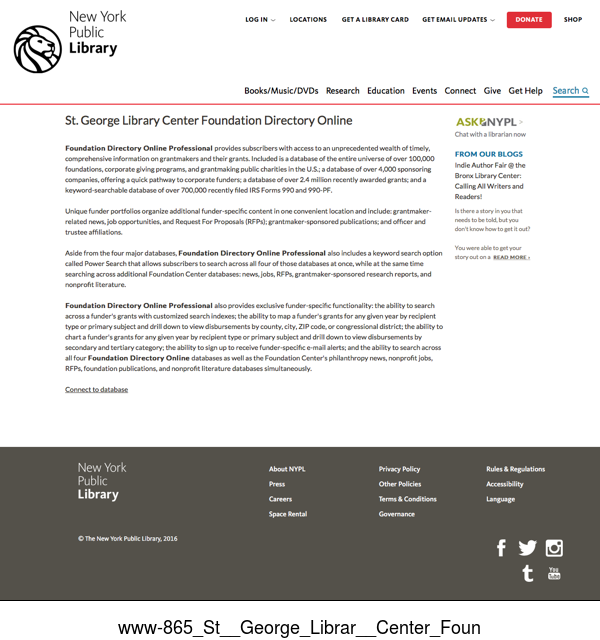 New York
Public
Library
LOG IN LOCATIONS GET A LIBRARY CARD GET EMAIL UPDATES DONATE SHOP
Books/Music/DVDs Research Education Events Connect Give Get Help Search
St. George Library Center Foundation Directory Online
Foundation Directory Online Professional provides subscribers with access to an unprecedented wealth of timely,
comprehensive information on grantmakers and their grants. Included is a database of the entire universe of over 100,000
foundations, corporate giving programs, and grantmaking public charities in the U.S.; a database of over 4,000 sponsoring
companies, offering a quick pathway to corporate funders; a database of over 2.4 million recently awarded grants; and a
keyword-searchable database of over 700,000 recently filed IRS Forms 990 and 990-PF.
Unique funder portfolios organize additional funder-specific content in one convenient location and include: grantmaker-
related news, job opportunities, and Request For Proposals (RFPs); grantmaker-sponsored publications; and officer and
trustee affiliations.
Aside from the four major databases, Foundation Directory Online Professional also includes a keyword search option
called Power Search that allows subscribers to search across all four of those databases at once, while at the same time
searching across additional Foundation Center databases: news, jobs, RFPs, grantmaker-sponsored research reports, and
nonprofit literature.
Foundation Directory Online Professional also provides exclusive funder-specific functionality: the ability to search
across a funder's grants with customized search indexes; the ability to map a funder's grants for any given year by recipient
type or primary subject and drill down to view disbursements by county, city, ZIP code, or congressional district; the ability to
chart a funder's grants for any given year by recipient type or primary subject and drill down to view disbursements by
secondary and tertiary category; the ability to sign up to receive funder-specific e-mail alerts; and the ability to search across
all four Foundation Directory Online databases as well as the Foundation Center's philanthropy news, nonprofit jobs,
RFPs, foundation publications, and nonprofit literature databases simultaneously.
Connect to database
ASK NYPL >
Chat with a librarian now
FROM OUR BLOGS
Indie Author Fair @ the
Bronx Library Center:
Calling All Writers and
Readers!
Is there a story in you that
needs to be told, but you
don't know how to get it out?
You were able to get your
story out on a READ MORE ›
New York
Public
Library
© The New York Public Library, 2016
About NYPL
Press
Careers
Space Rental
Privacy Policy
Other Policies
Terms & Conditions
Governance
Rules & Regulations
Accessibility
Language
You
Tube
www-865_St__George_Librar__Center_Foun